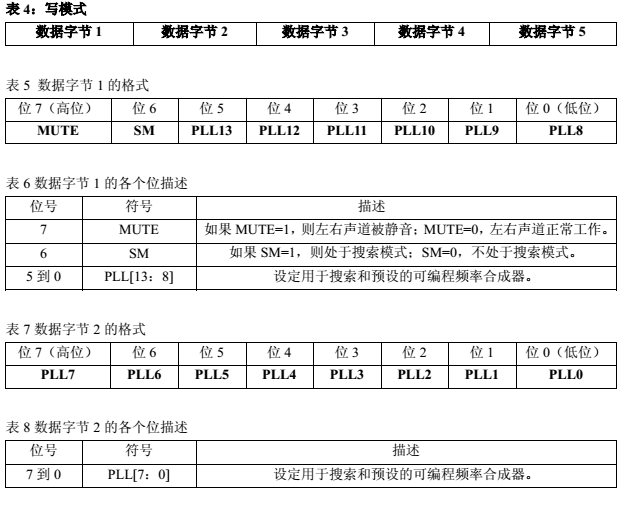 表 4：写模式
数据字节 1 数据字节 2 数据字节 3 数据字节 4 数据字节 5
表 5 数据字节 1 的格式
位 7（高位） 位 6 位 5 位 4 位 3 位 2 位 1 位 0（低位）
MUTE SM PLL13 PLL12 PLL11 PLL10 PLL9 PLL8
表 6 数据字节 1 的各个位描述
位号 符号 描述
7 MUTE 如果 MUTE=1，则左右声道被静音；MUTE=0，左右声道正常工作。
6 SM 如果 SM=1，则处于搜索模式；SM=0，不处于搜索模式。
5 到 0 PLL[13：8] 设定用于搜索和预设的可编程频率合成器。
表 7 数据字节 2 的格式
位 7（高位） 位 6 位 5 位 4 位 3 位 2 位 1 位 0（低位）
PLL7 PLL6 PLL5 PLL4 PLL3 PLL2 PLL1 PLL0
表 8 数据字节 2 的各个位描述
位号 符号 描述
7 到 0 PLL[7：0] 设定用于搜索和预设的可编程频率合成器。